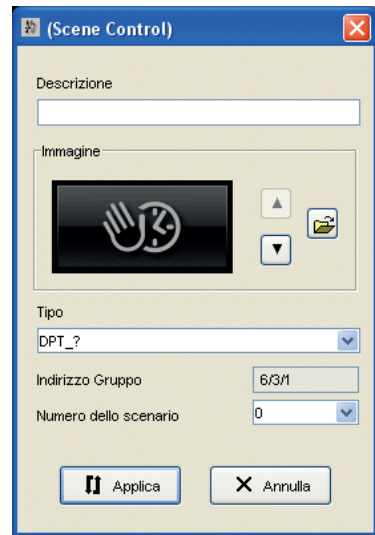 (Scene Control)
Descrizione
Immagine
Tipo
DPT_?
Indirizzo Gruppo 6/3/1
Numero dello scenario 0
Applica Annulla